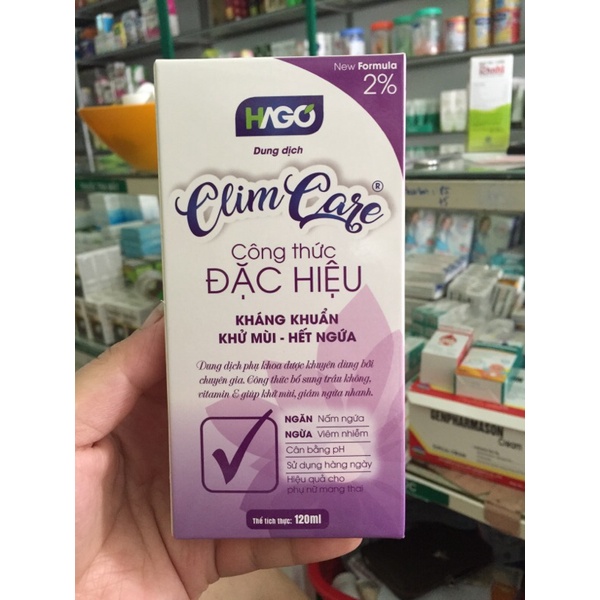 New Formula
2%
HAGO
Dung dịch
Clim Care®
Công thức
ĐẶC HIỆU
KHÁNG KHUẨN
KHỬ MÙI - HẾT NGỨA
Dung dịch phụ khoa được khuyên dùng bởi
chuyên gia. Công thức bổ sung trầu không,
vitamin & giúp khử mùi, giảm ngứa nhanh.
NGĂN Nấm ngứa
NGỪA Viêm nhiễm
Cân bằng pH
Sử dụng hàng ngày
Hiệu quả cho
phụ nữ mang thai
Thể tích thực: 120ml
GENPHARMASON
Cream